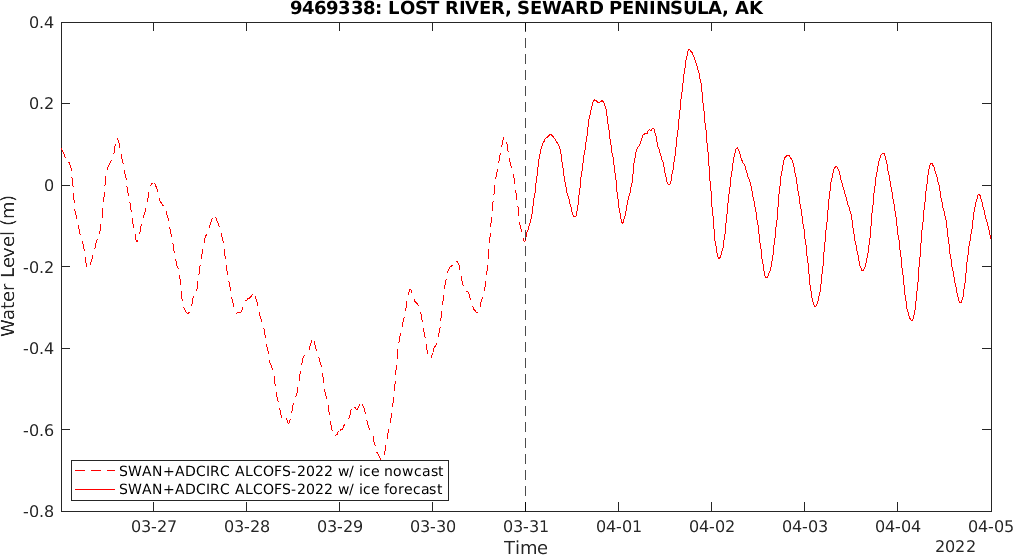 9469338: LOST RIVER, SEWARD PENINSULA, AK
0.4
0.2
0
-0.2
-0.4
-0.6
-0.8
Water Level (m)
SWAN+ADCIRC ALCOFS-2022 w/ ice nowcast
SWAN+ADCIRC ALCOFS-2022 w/ ice forecast
03-27 03-28 03-29 03-30 03-31 04-01 04-02 04-03 04-04 04-05
Time
2022